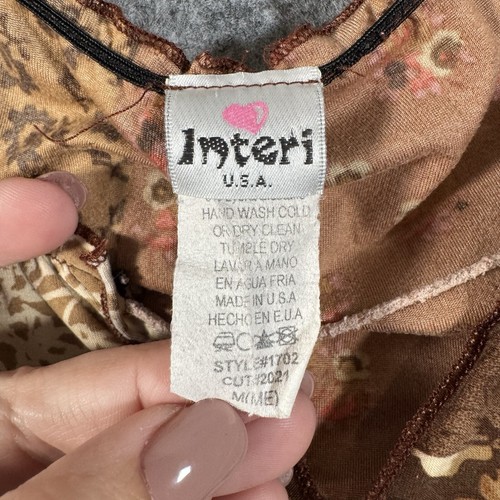 Interi
U.S.A.
HAND WASH COLD
OR DRY CLEAN
TUMBLE DRY
LAVAR A MANO
EN AGUA FRIA
MADE IN U.S.A
HECHO EN E.U.A
STYLE#1702
CUT#2021
M(ME)